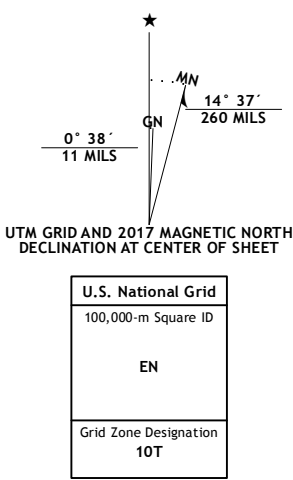 MN
GN
14° 37´
260 MILS
0° 38´
11 MILS
UTM GRID AND 2017 MAGNETIC NORTH
DECLINATION AT CENTER OF SHEET
U.S. National Grid
100,000-m Square ID
EN
Grid Zone Designation
10T